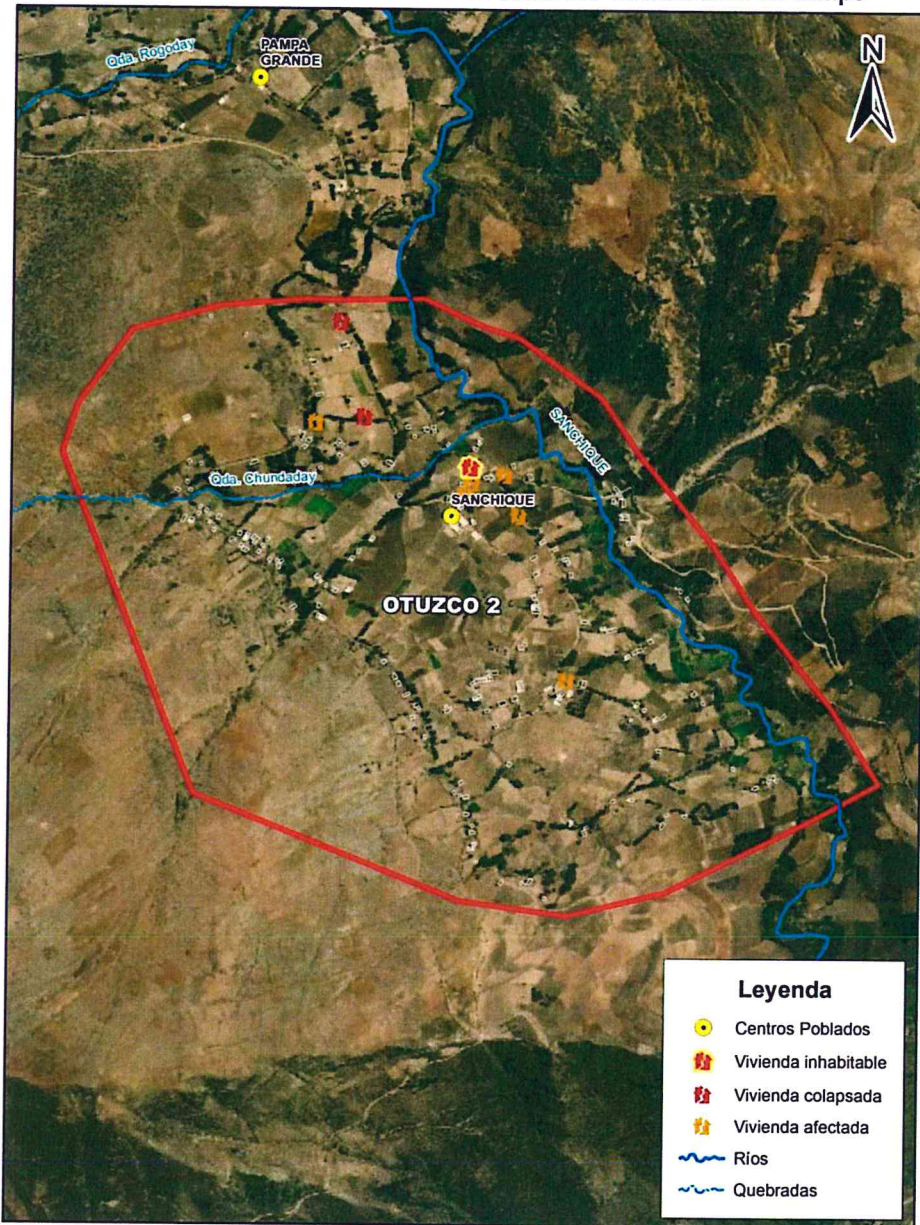 Qda. Rogoday
PAMPA
GRANDE
N
SANCHIQUE
Qda. Chundaday
SANCHIQUE
OTUZCO 2
Leyenda
Centros Poblados
Vivienda inhabitable
Vivienda colapsada
Vivienda afectada
Ríos
Quebradas